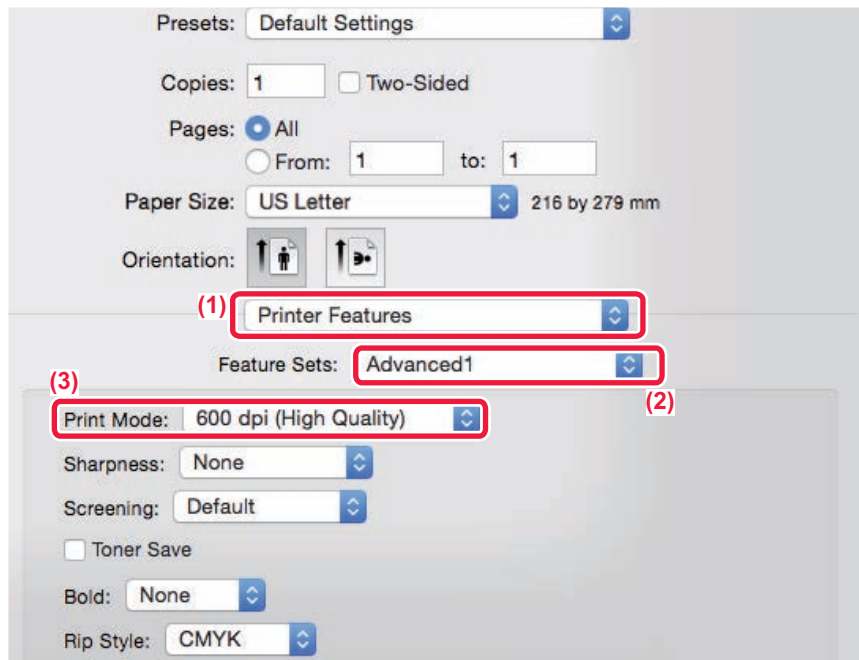 Presets: Default Settings
Copies: 1 Two-Sided
Pages: All
From: 1 to: 1
Paper Size: US Letter 216 by 279 mm
Orientation:
(1) Printer Features
Feature Sets: Advanced1
(3) (2)
Print Mode: 600 dpi (High Quality)
Sharpness: None
Screening: Default
Toner Save
Bold: None
Rip Style: CMYK